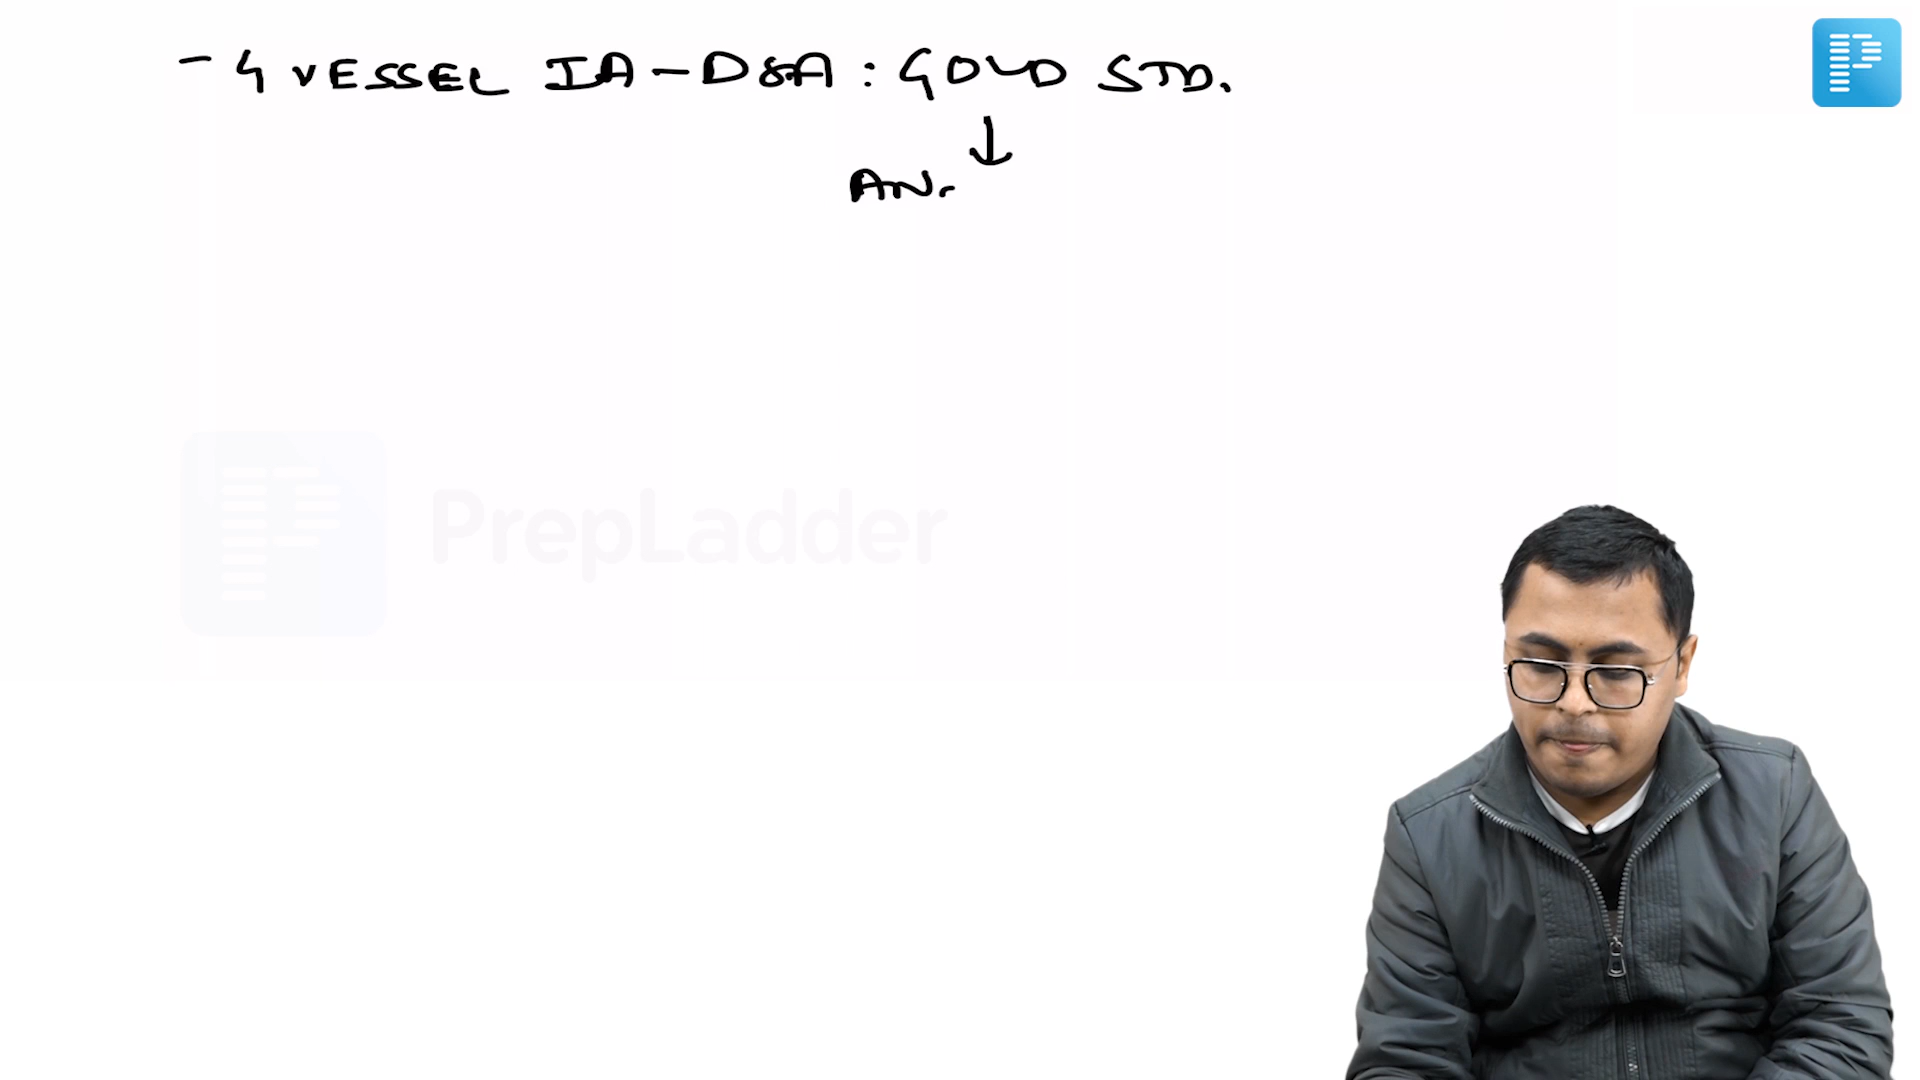 - 4 VESSEL IA-DSA : GOLD STD.
↓
AN.
PrepLadder